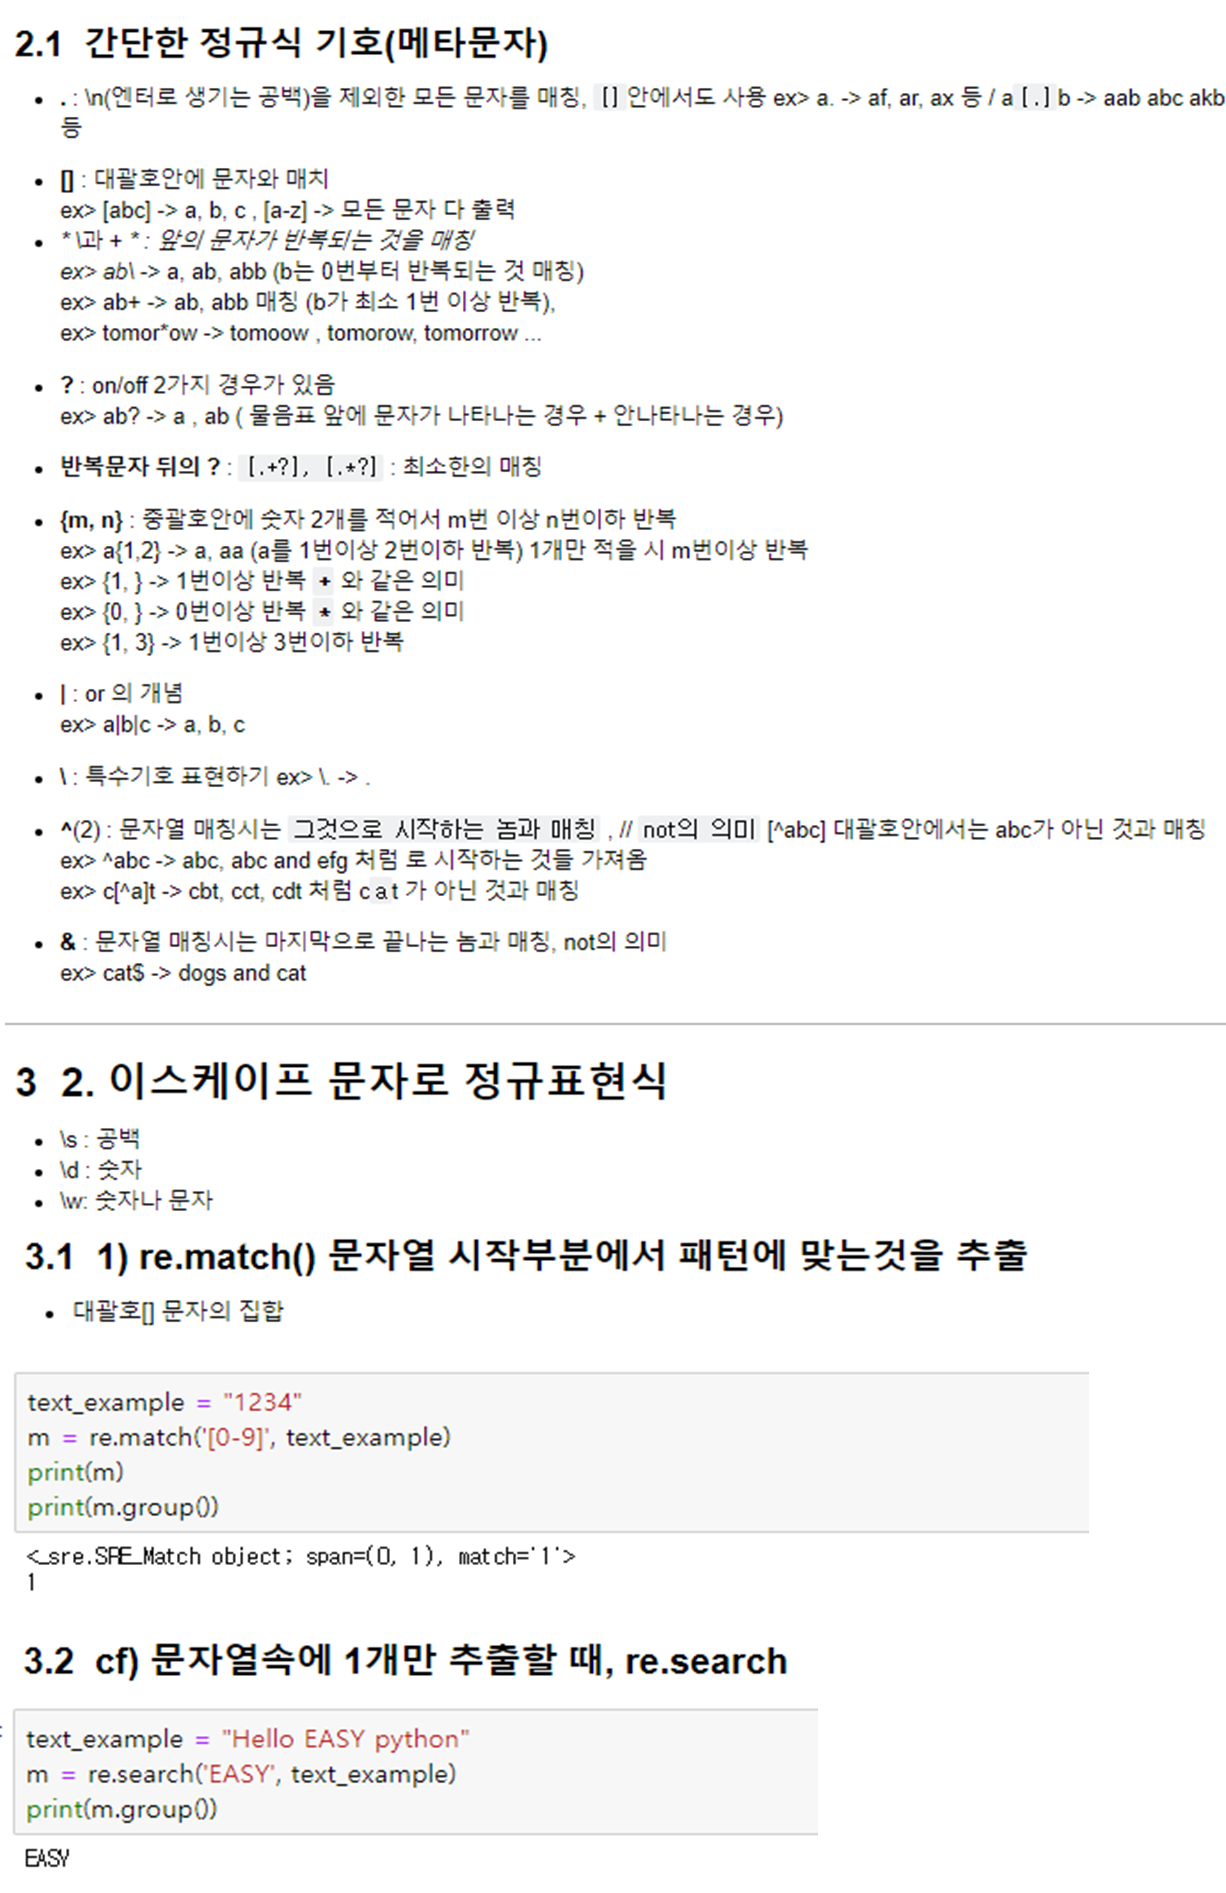 2.1 간단한 정규식 기호(메타문자)
• . : \n(엔터로 생기는 공백)을 제외한 모든 문자를 매칭, [] 안에서도 사용 ex> a. -> af, ar, ax 등 / a[.]b -> aab abc akb
등
• [] : 대괄호안에 문자와 매치
ex> [abc] -> a, b, c , [a-z] -> 모든 문자 다 출력
• * \과 + * : 앞의 문자가 반복되는 것을 매칭
ex> ab\ -> a, ab, abb (b는 0번부터 반복되는 것 매칭)
ex> ab+ -> ab, abb 매칭 (b가 최소 1번 이상 반복),
ex> tomor*ow -> tomoow , tomorow, tomorrow ...
• ? : on/off 2가지 경우가 있음
ex> ab? -> a , ab ( 물음표 앞에 문자가 나타나는 경우 + 안나타나는 경우)
• 반복문자 뒤의 ? : [.+?], [.*?] : 최소한의 매칭
• {m, n} : 중괄호안에 숫자 2개를 적어서 m번 이상 n번이하 반복
ex> a{1,2} -> a, aa (a를 1번이상 2번이하 반복) 1개만 적을 시 m번이상 반복
ex> {1, } -> 1번이상 반복 + 와 같은 의미
ex> {0, } -> 0번이상 반복 * 와 같은 의미
ex> {1, 3} -> 1번이상 3번이하 반복
• | : or 의 개념
ex> a|b|c -> a, b, c
• \ : 특수기호 표현하기 ex> \. -> .
• ^(2) : 문자열 매칭시는 그것으로 시작하는 놈과 매칭 , // not의 의미 [^abc] 대괄호안에서는 abc가 아닌 것과 매칭
ex> ^abc -> abc, abc and efg 처럼 로 시작하는 것들 가져옴
ex> c[^a]t -> cbt, cct, cdt 처럼 cat 가 아닌 것과 매칭
• & : 문자열 매칭시는 마지막으로 끝나는 놈과 매칭, not의 의미
ex> cat$ -> dogs and cat
3 2. 이스케이프 문자로 정규표현식
• \s : 공백
• \d : 숫자
• \w: 숫자나 문자
3.1 1) re.match() 문자열 시작부분에서 패턴에 맞는것을 추출
• 대괄호[] 문자의 집합
text_example = "1234"
m = re.match('[0-9]', text_example)
print(m)
print(m.group())
<_sre.SRE_Match object; span=(0, 1), match='1'>
1
3.2 cf) 문자열속에 1개만 추출할 때, re.search
text_example = "Hello EASY python"
m = re.search('EASY', text_example)
print(m.group())
EASY